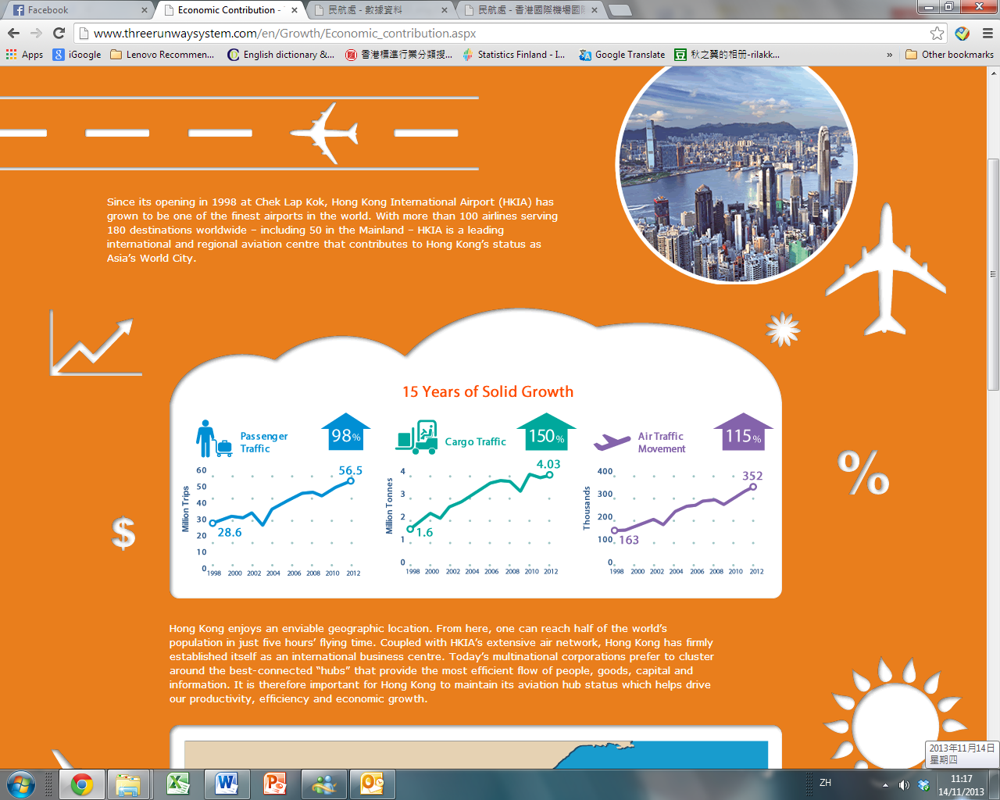 Facebook
Economic Contribution -
民航處 - 數據資料
民航處 - 香港國際機場國際
www.threerunwaysystem.com/en/Growth/Economic_contribution.aspx
Apps
iGoogle
Lenovo Recommen...
English dictionary &...
香港標準行業分類搜...
Statistics Finland - I...
Google Translate
秋之翼的相册-rilakk...
»
Other bookmarks
Since its opening in 1998 at Chek Lap Kok, Hong Kong International Airport (HKIA) has
grown to be one of the finest airports in the world. With more than 100 airlines serving
180 destinations worldwide – including 50 in the Mainland – HKIA is a leading
international and regional aviation centre that contributes to Hong Kong's status as
Asia's World City.
15 Years of Solid Growth
Passenger
Traffic
98%
Million Trips
60
50
40
30
20
10
0
56.5
28.6
1998 2000 2002 2004 2006 2008 2010 2012
Cargo Traffic
150%
Million Tonnes
4
3
2
1
0
4.03
1.6
1998 2000 2002 2004 2006 2008 2010 2012
Air Traffic
Movement
115%
Thousands
400
300
200
100
0
352
163
1998 2000 2002 2004 2006 2008 2010 2012
$
%
Hong Kong enjoys an enviable geographic location. From here, one can reach half of the world's
population in just five hours' flying time. Coupled with HKIA's extensive air network, Hong Kong has firmly
established itself as an international business centre. Today's multinational corporations prefer to cluster
around the best-connected "hubs" that provide the most efficient flow of people, goods, capital and
information. It is therefore important for Hong Kong to maintain its aviation hub status which helps drive
our productivity, efficiency and economic growth.
2013年11月14日
星期四
ZH
11:17
14/11/2013